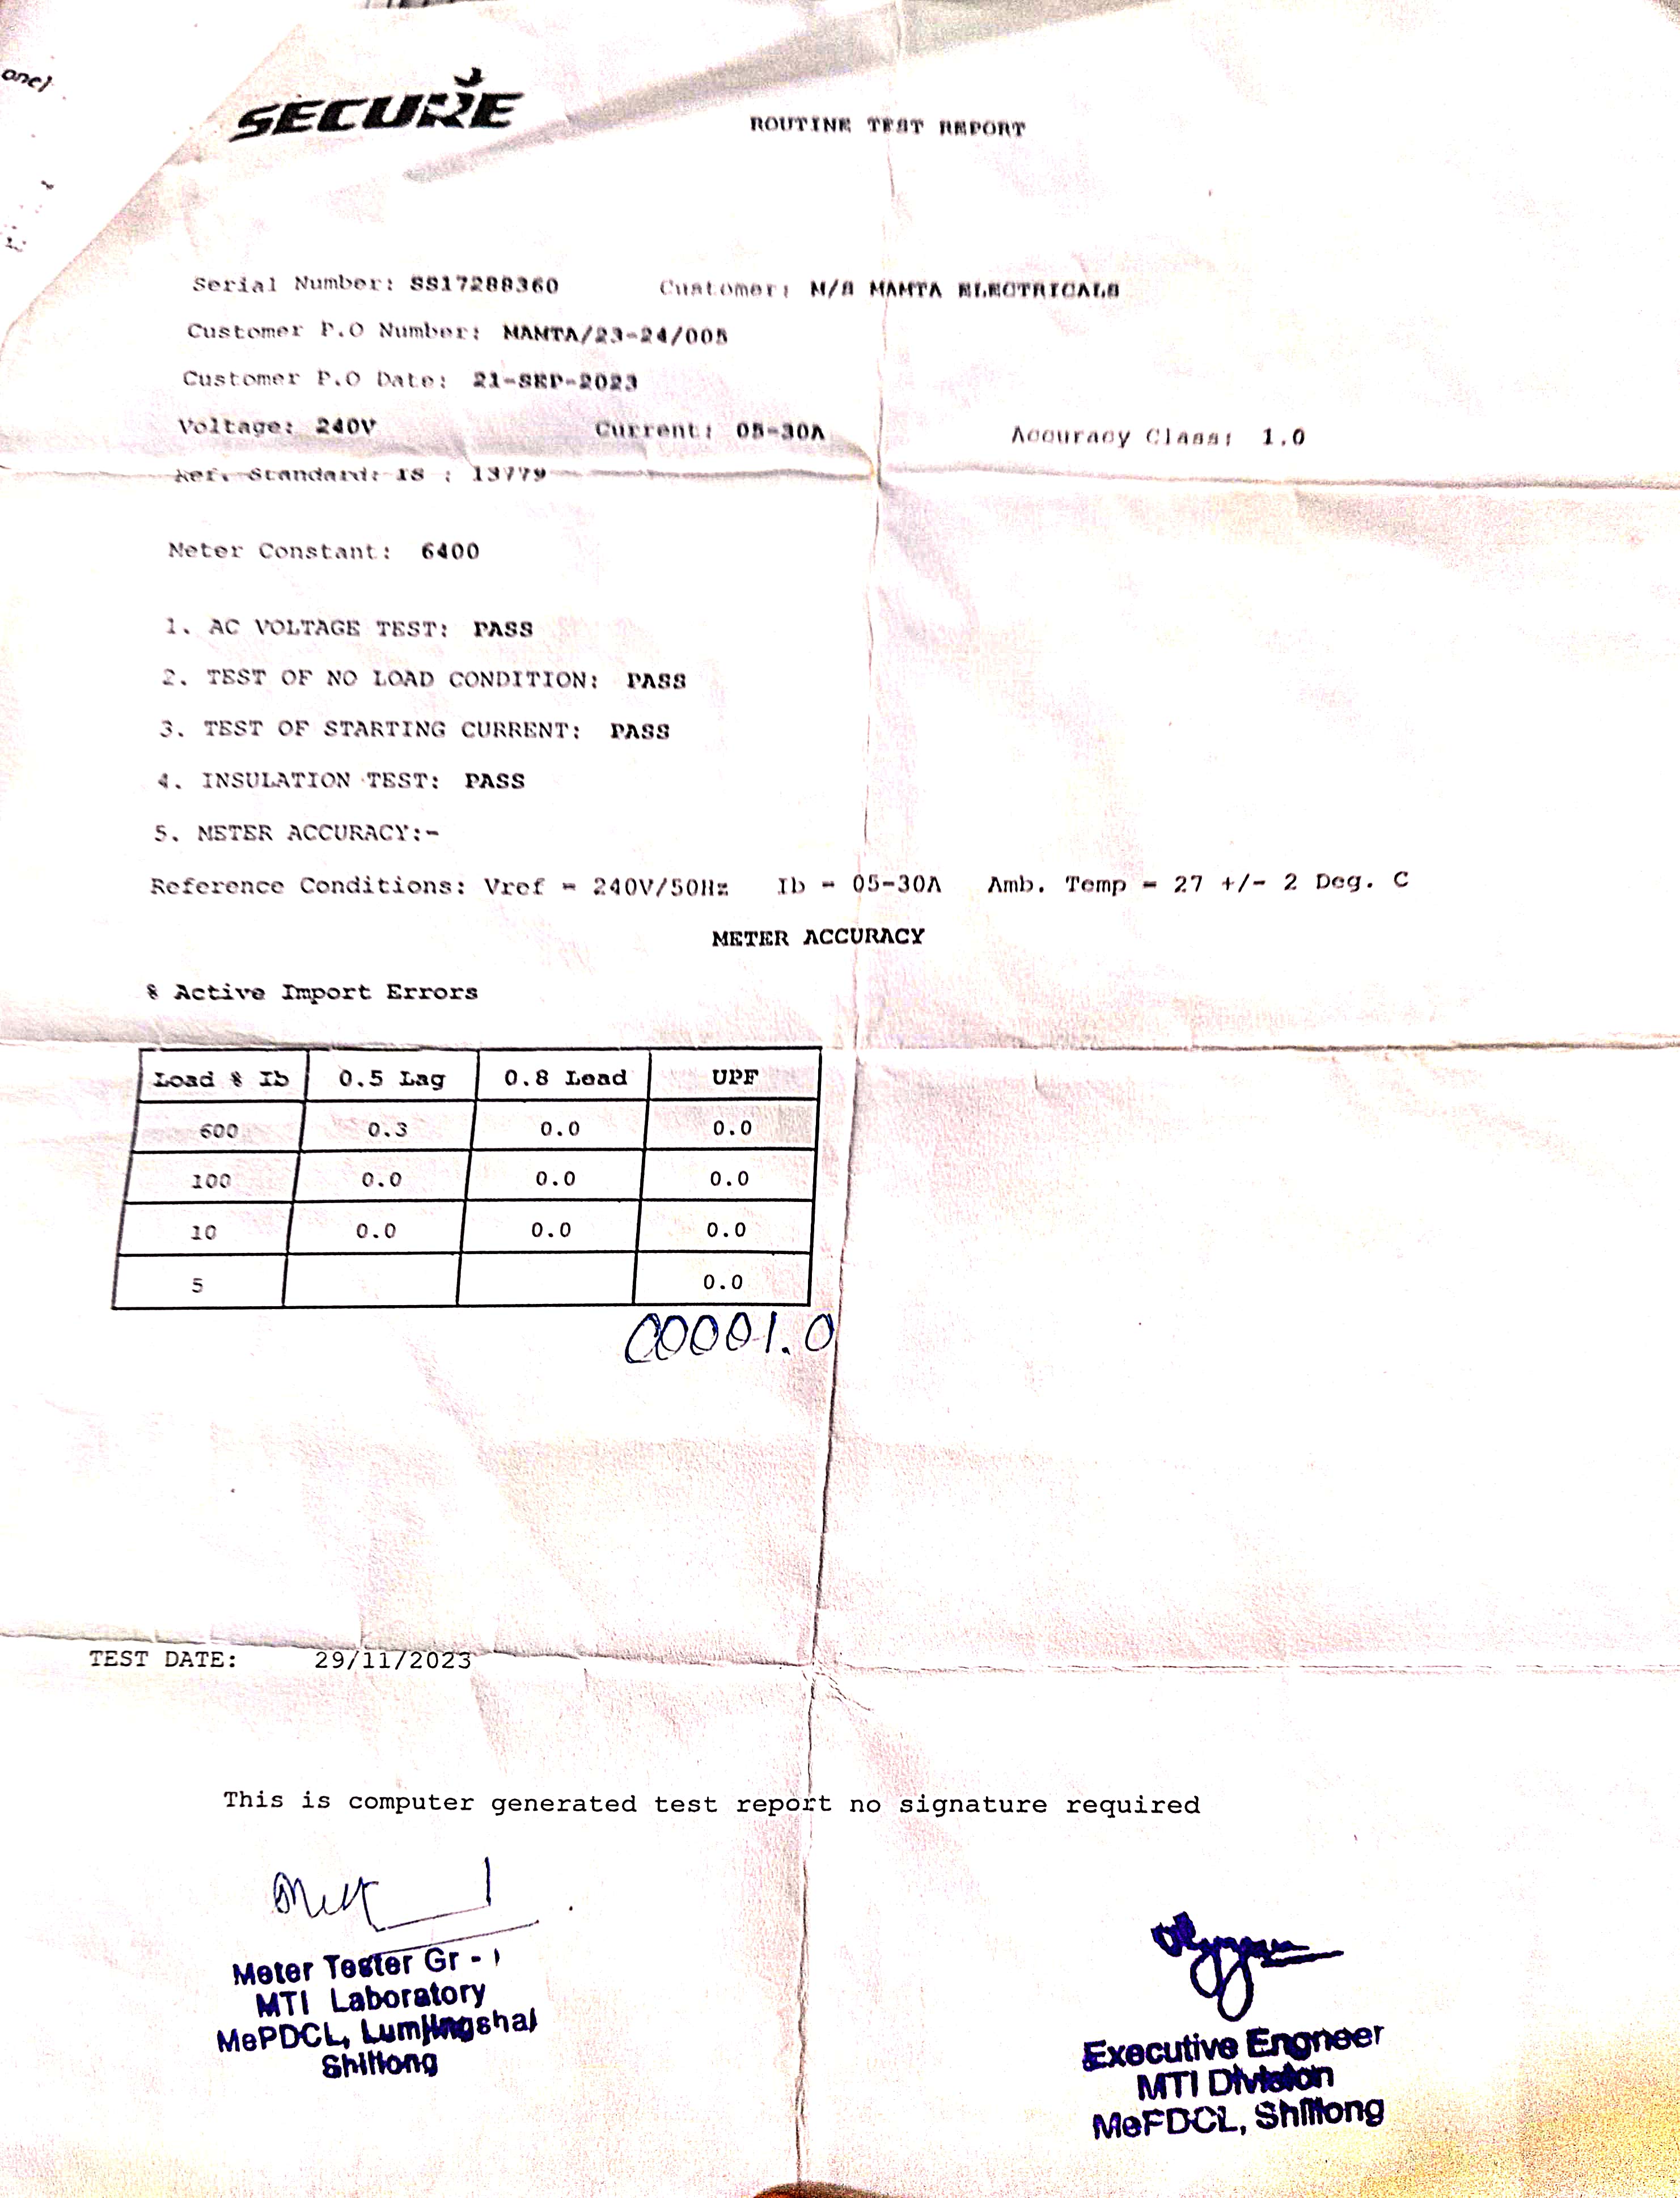 SECURE
ROUTINE TEST REPORT
Serial Number: SS17288360 Customer: M/S MAMTA ELECTRICALS
Customer P.O Number: MAMTA/23-24/005
Customer P.O Date: 21-SEP-2023
Voltage: 240V Current: 05-30A Accuracy Class: 1.0
Ref. Standard: IS : 13779
Meter Constant: 6400
1. AC VOLTAGE TEST: PASS
2. TEST OF NO LOAD CONDITION: PASS
3. TEST OF STARTING CURRENT: PASS
4. INSULATION TEST: PASS
5. METER ACCURACY:-
Reference Conditions: Vref = 240V/50Hz Ib = 05-30A Amb. Temp = 27 +/- 2 Deg. C
METER ACCURACY
% Active Import Errors
Load % Ib 0.5 Lag 0.8 Lead UPF
600 0.3 0.0 0.0
100 0.0 0.0 0.0
10 0.0 0.0 0.0
5 0.0
00001.0
TEST DATE: 29/11/2023
This is computer generated test report no signature required
Meter Tester Gr - I
MTI Laboratory
MePDCL, Lumjingshai
Shillong
Executive Engneer
MTI Division
MePDCL, Shillong